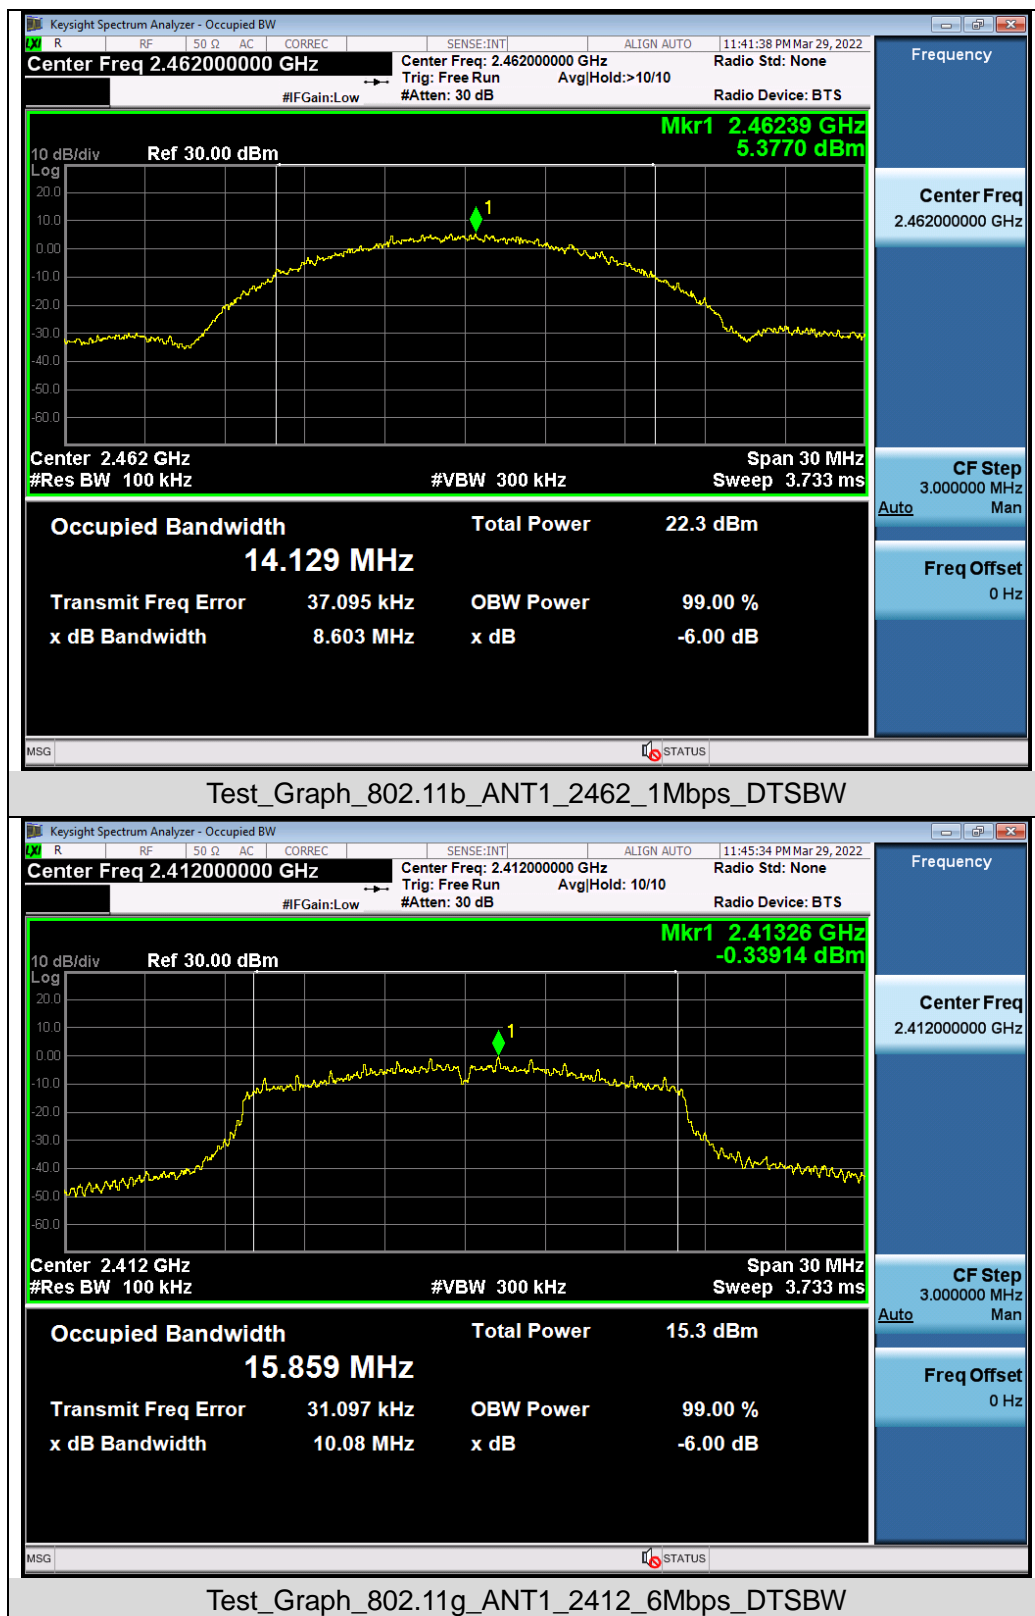 Keysight Spectrum Analyzer - Occupied BW
LXI R RF 50 Ω AC CORREC SENSE:INT ALIGN AUTO 11:41:38 PM Mar 29, 2022
Center Freq 2.462000000 GHz
Center Freq: 2.462000000 GHz
Radio Std: None
Trig: Free Run Avg|Hold:>10/10
#IFGain:Low
#Atten: 30 dB
Radio Device: BTS
Frequency
Mkr1 2.46239 GHz
5.3770 dBm
10 dB/div Ref 30.00 dBm
Log
20.0
10.0
0.00
-10.0
-20.0
-30.0
-40.0
-50.0
-60.0
1
Center 2.462 GHz Span 30 MHz
#Res BW 100 kHz #VBW 300 kHz Sweep 3.733 ms
Center Freq
2.462000000 GHz
CF Step
3.000000 MHz
Auto Man
Freq Offset
0 Hz
Occupied Bandwidth Total Power 22.3 dBm
14.129 MHz
Transmit Freq Error 37.095 kHz OBW Power 99.00 %
x dB Bandwidth 8.603 MHz x dB -6.00 dB
MSG STATUS
Test_Graph_802.11b_ANT1_2462_1Mbps_DTSBW
Keysight Spectrum Analyzer - Occupied BW
LXI R RF 50 Ω AC CORREC SENSE:INT ALIGN AUTO 11:45:34 PM Mar 29, 2022
Center Freq 2.412000000 GHz
Center Freq: 2.412000000 GHz
Radio Std: None
Trig: Free Run Avg|Hold: 10/10
#IFGain:Low
#Atten: 30 dB
Radio Device: BTS
Frequency
Mkr1 2.41326 GHz
-0.33914 dBm
10 dB/div Ref 30.00 dBm
Log
20.0
10.0
0.00
-10.0
-20.0
-30.0
-40.0
-50.0
-60.0
1
Center 2.412 GHz Span 30 MHz
#Res BW 100 kHz #VBW 300 kHz Sweep 3.733 ms
Center Freq
2.412000000 GHz
CF Step
3.000000 MHz
Auto Man
Freq Offset
0 Hz
Occupied Bandwidth Total Power 15.3 dBm
15.859 MHz
Transmit Freq Error 31.097 kHz OBW Power 99.00 %
x dB Bandwidth 10.08 MHz x dB -6.00 dB
MSG STATUS
Test_Graph_802.11g_ANT1_2412_6Mbps_DTSBW